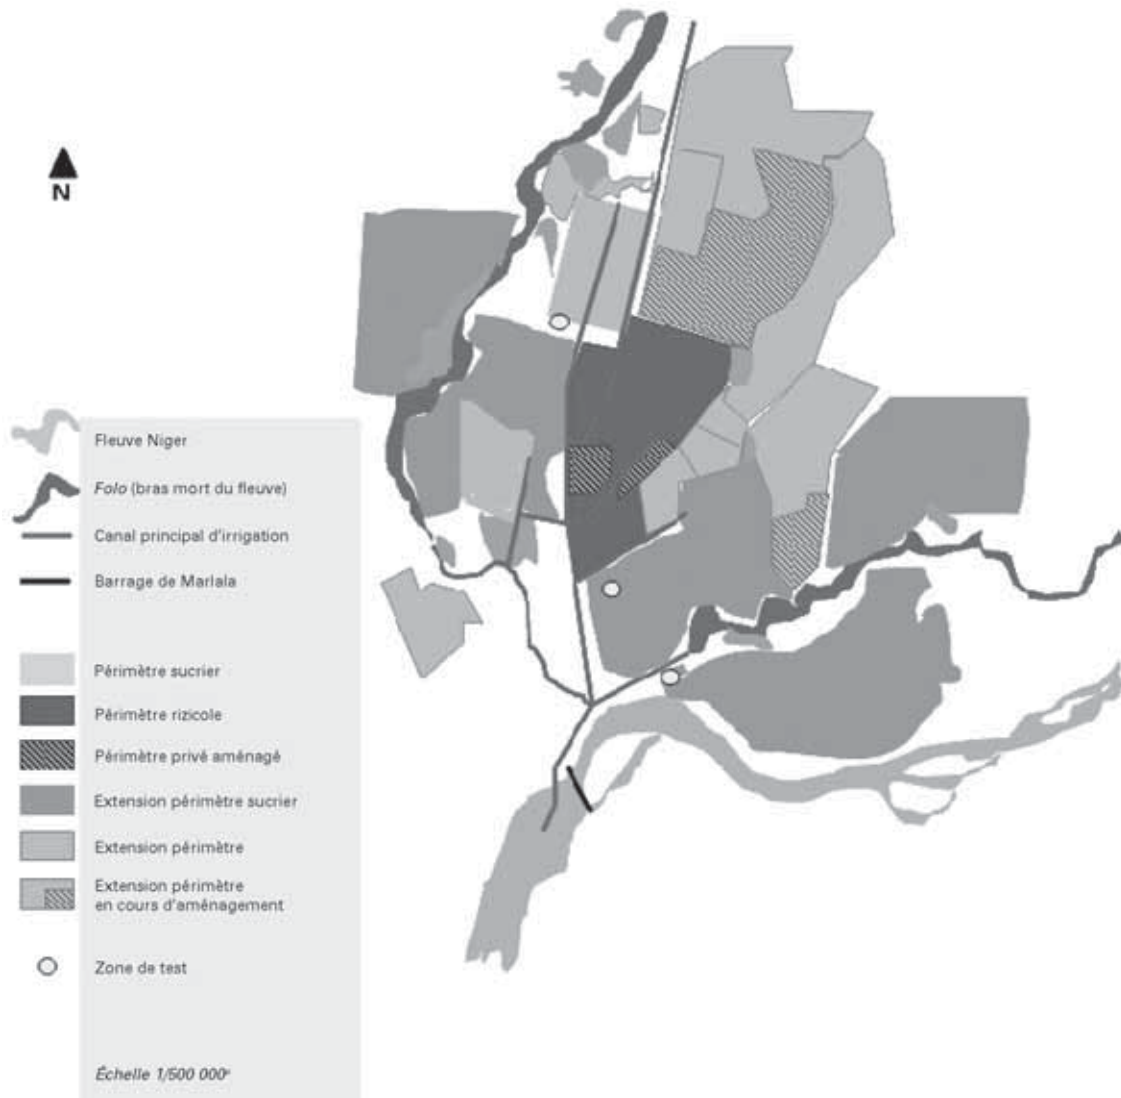 N
Fleuve Niger
Folo (bras mort du fleuve)
Canal principal d'irrigation
Barrage de Marlala
Périmètre sucrier
Périmètre rizicole
Périmètre privé aménagé
Extension périmètre sucrier
Extension périmètre
Extension périmètre
en cours d'aménagement
Zone de test
Échelle 1/500 000e